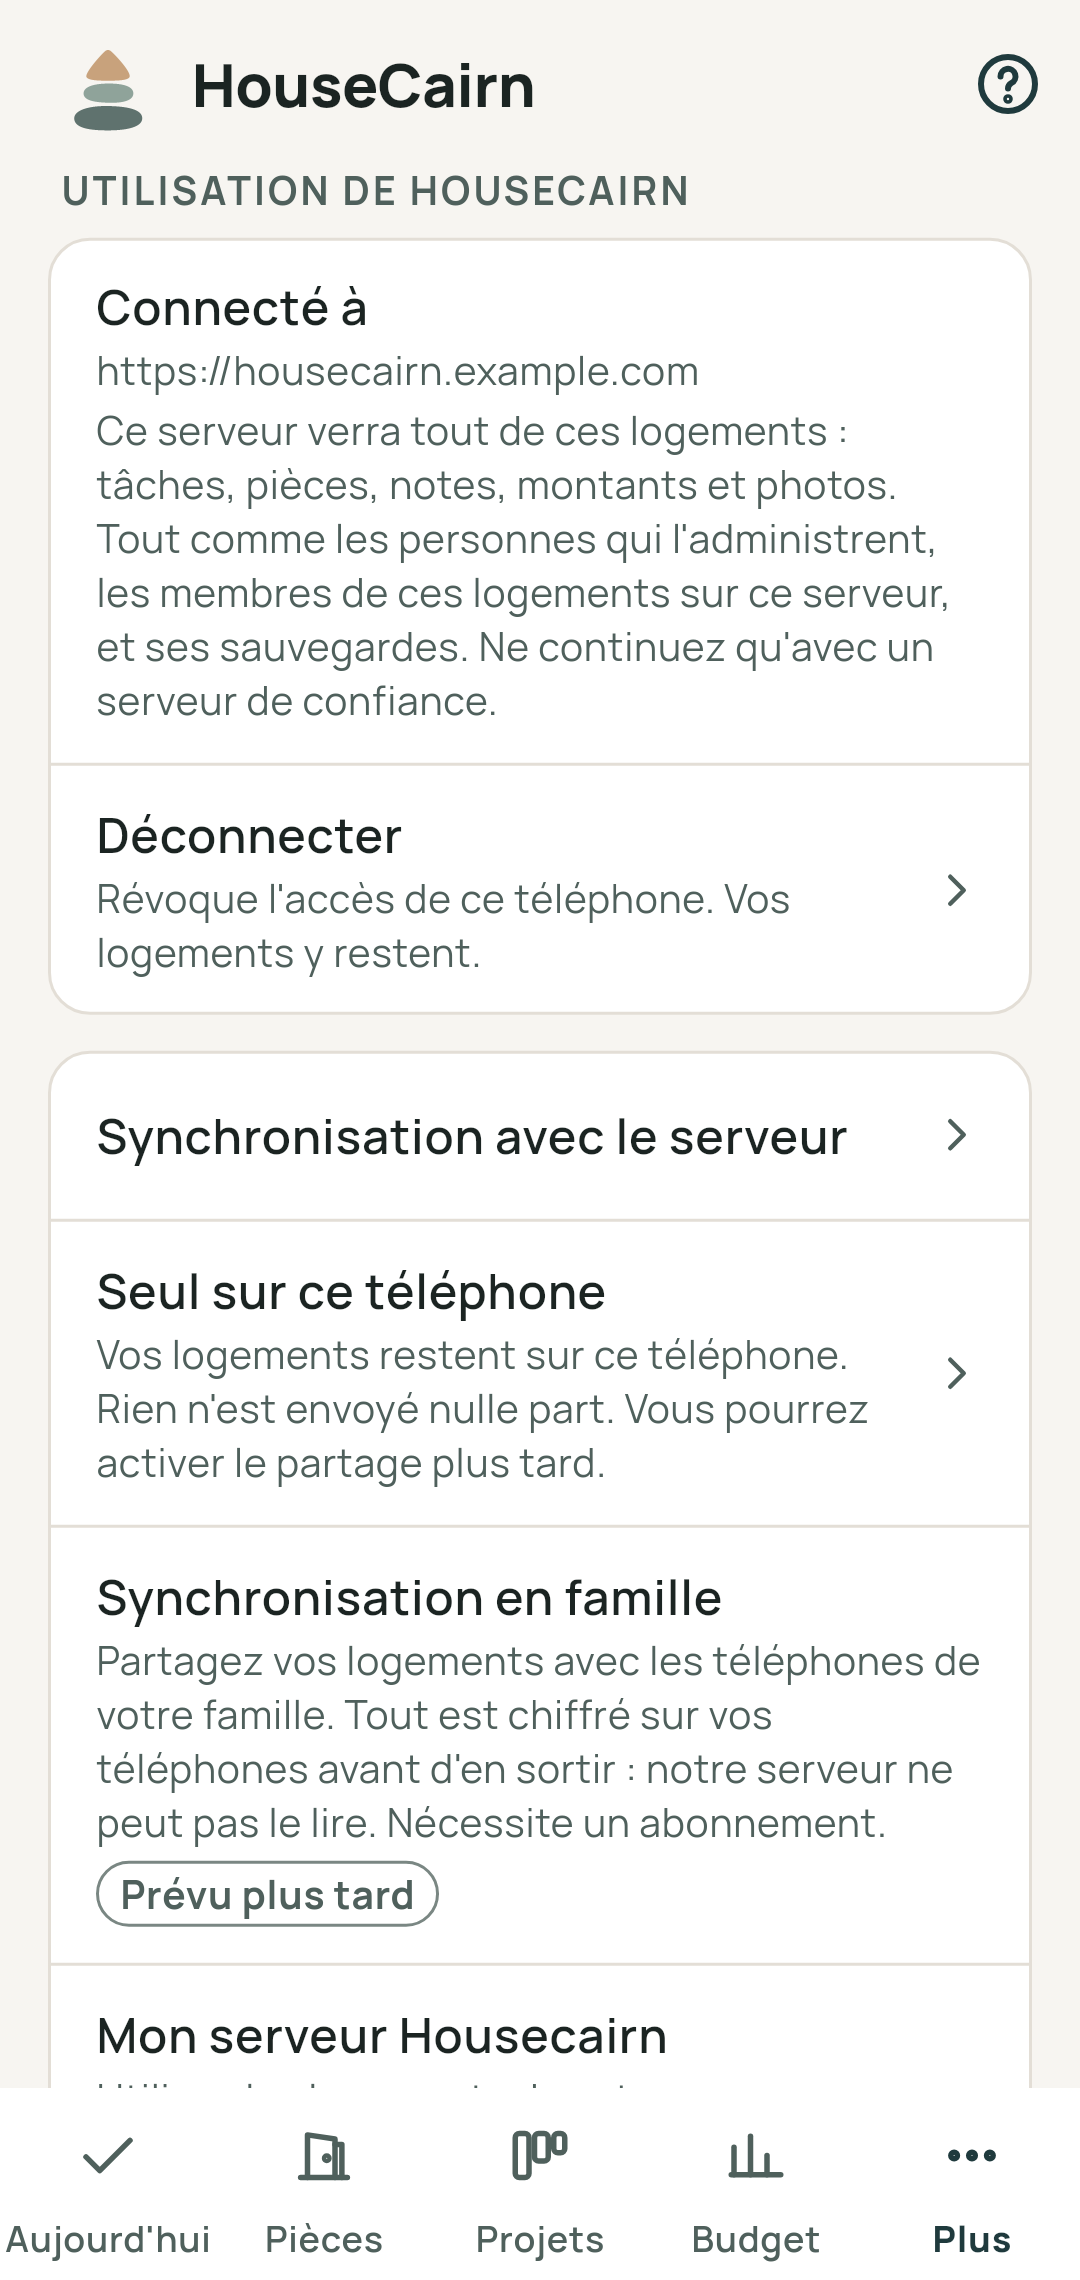 HouseCairn
UTILISATION DE HOUSECAIRN
Connecté à
https://housecairn.example.com
Ce serveur verra tout de ces logements :
tâches, pièces, notes, montants et photos.
Tout comme les personnes qui l'administrent,
les membres de ces logements sur ce serveur,
et ses sauvegardes. Ne continuez qu'avec un
serveur de confiance.
Déconnecter
Révoque l'accès de ce téléphone. Vos
logements y restent.
Synchronisation avec le serveur
Seul sur ce téléphone
Vos logements restent sur ce téléphone.
Rien n'est envoyé nulle part. Vous pourrez
activer le partage plus tard.
Synchronisation en famille
Partagez vos logements avec les téléphones de
votre famille. Tout est chiffré sur vos
téléphones avant d'en sortir : notre serveur ne
peut pas le lire. Nécessite un abonnement.
Prévu plus tard
Mon serveur Housecairn
Aujourd'hui
Pièces
Projets
Budget
Plus